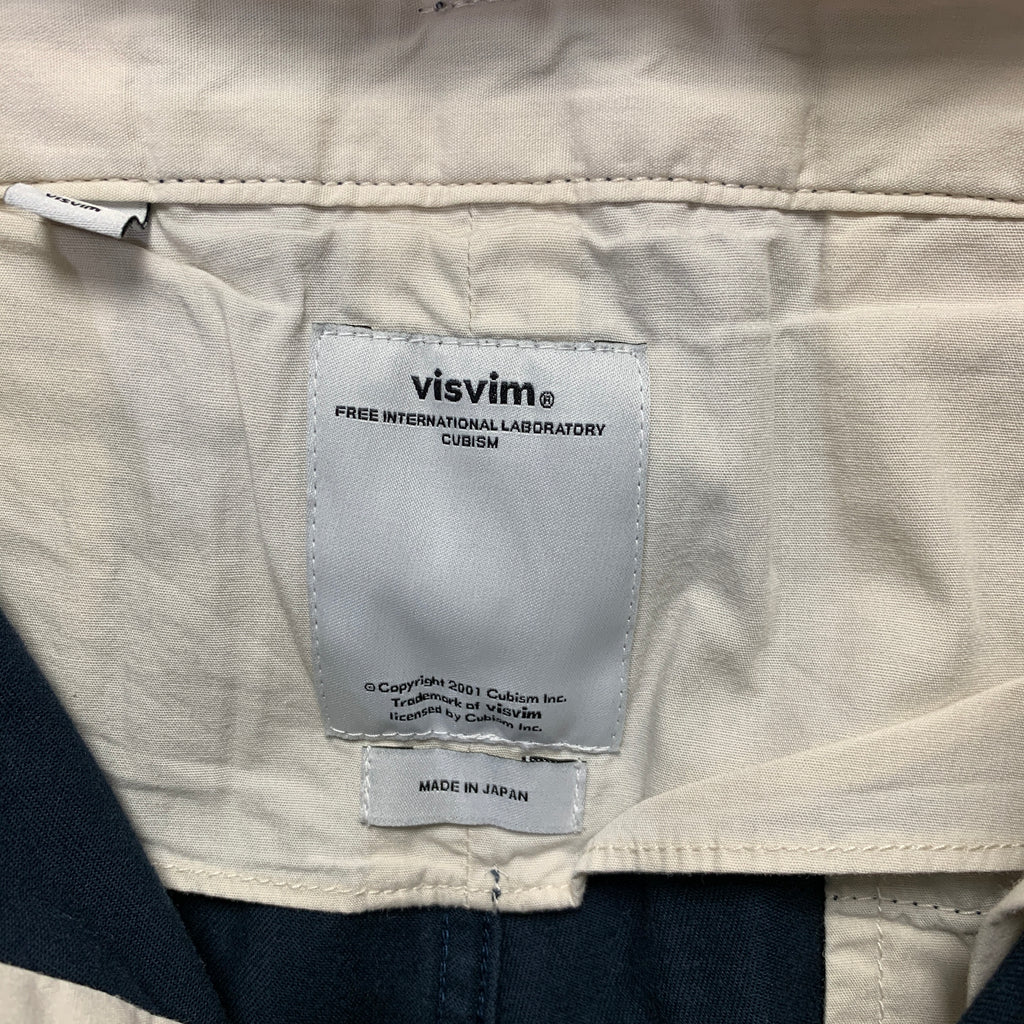 visvim
visvim®
FREE INTERNATIONAL LABORATORY
CUBISM
© Copyright 2001 Cubism Inc.
Trademark of visvim
licensed by Cubism Inc.
MADE IN JAPAN